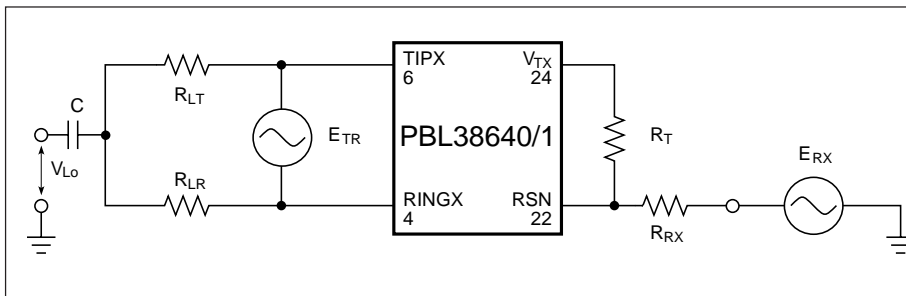 TIPX
6
V_TX
24
R_LT
C
PBL38640/1
E_TR
R_T
E_RX
V_Lo
R_LR
RINGX
4
RSN
22
R_RX